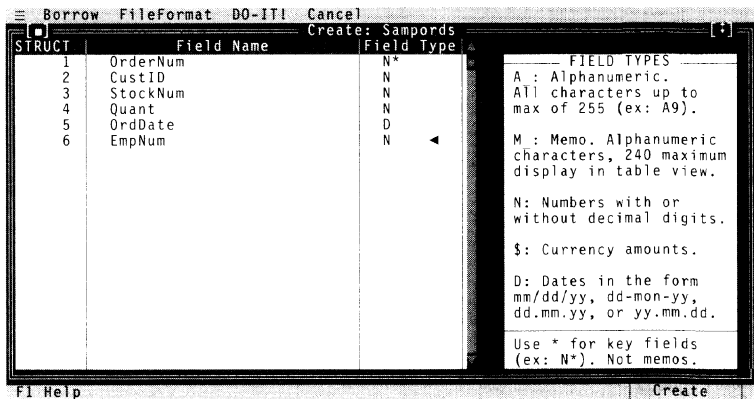 ≡ Borrow FileFormat DO-IT! Cancel
Create: Sampords
STRUCT Field Name Field Type
1 OrderNum N*
2 CustID N
3 StockNum N
4 Quant N
5 OrdDate D
6 EmpNum N ◄
FIELD TYPES
A_: Alphanumeric.
All characters up to
max of 255 (ex: A9).
M_: Memo. Alphanumeric
characters, 240 maximum
display in table view.
N: Numbers with or
without decimal digits.
$: Currency amounts.
D: Dates in the form
mm/dd/yy, dd-mon-yy,
dd.mm.yy, or yy.mm.dd.
Use * for key fields
(ex: N*). Not memos.
F1 Help Create